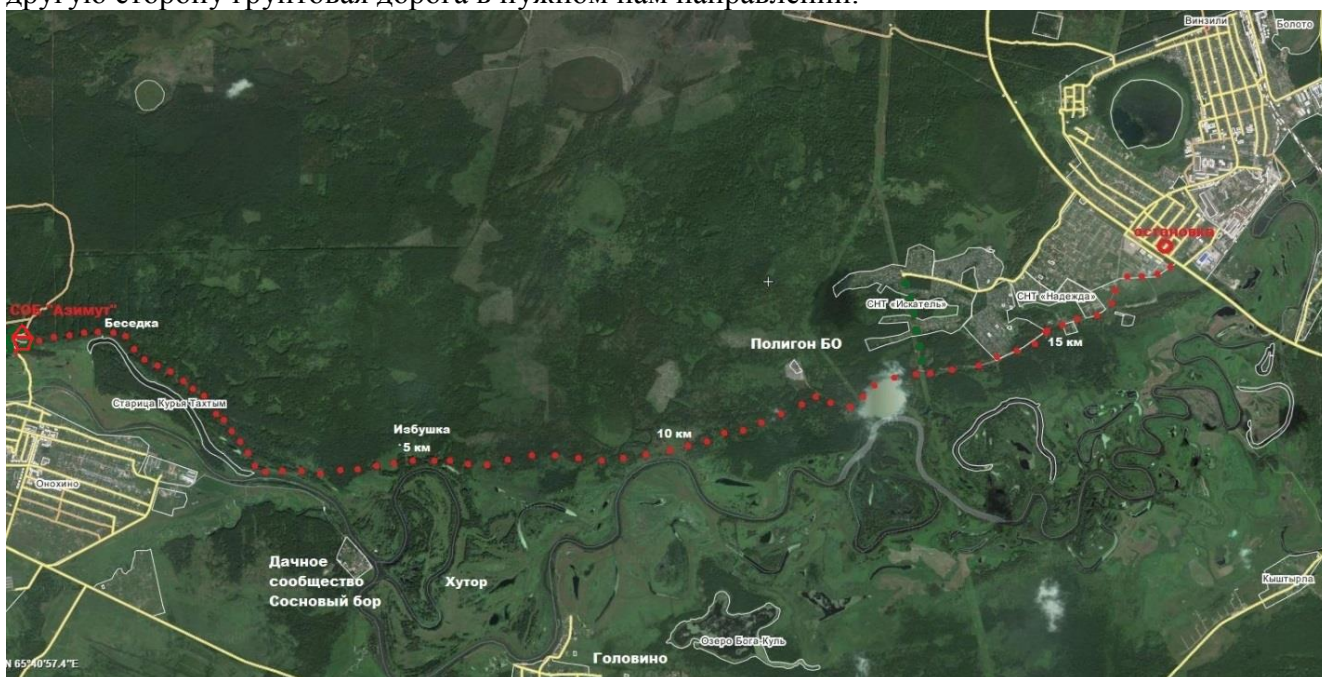 другую сторону грунтовая дорога в нужном нам направлении.
Винзили
Болото
остановка
СОБ "Азимут"
Беседка
СНТ «Искатель»
СНТ «Надежда»
Полигон БО
15 км
Старица Курья Тахтым
Избушка
5 км
10 км
Онохино
Дачное
сообщество
Сосновый бор
Хутор
Кыштырла
Озеро Бога-Куль
Головино
N 65°40'57.4"E